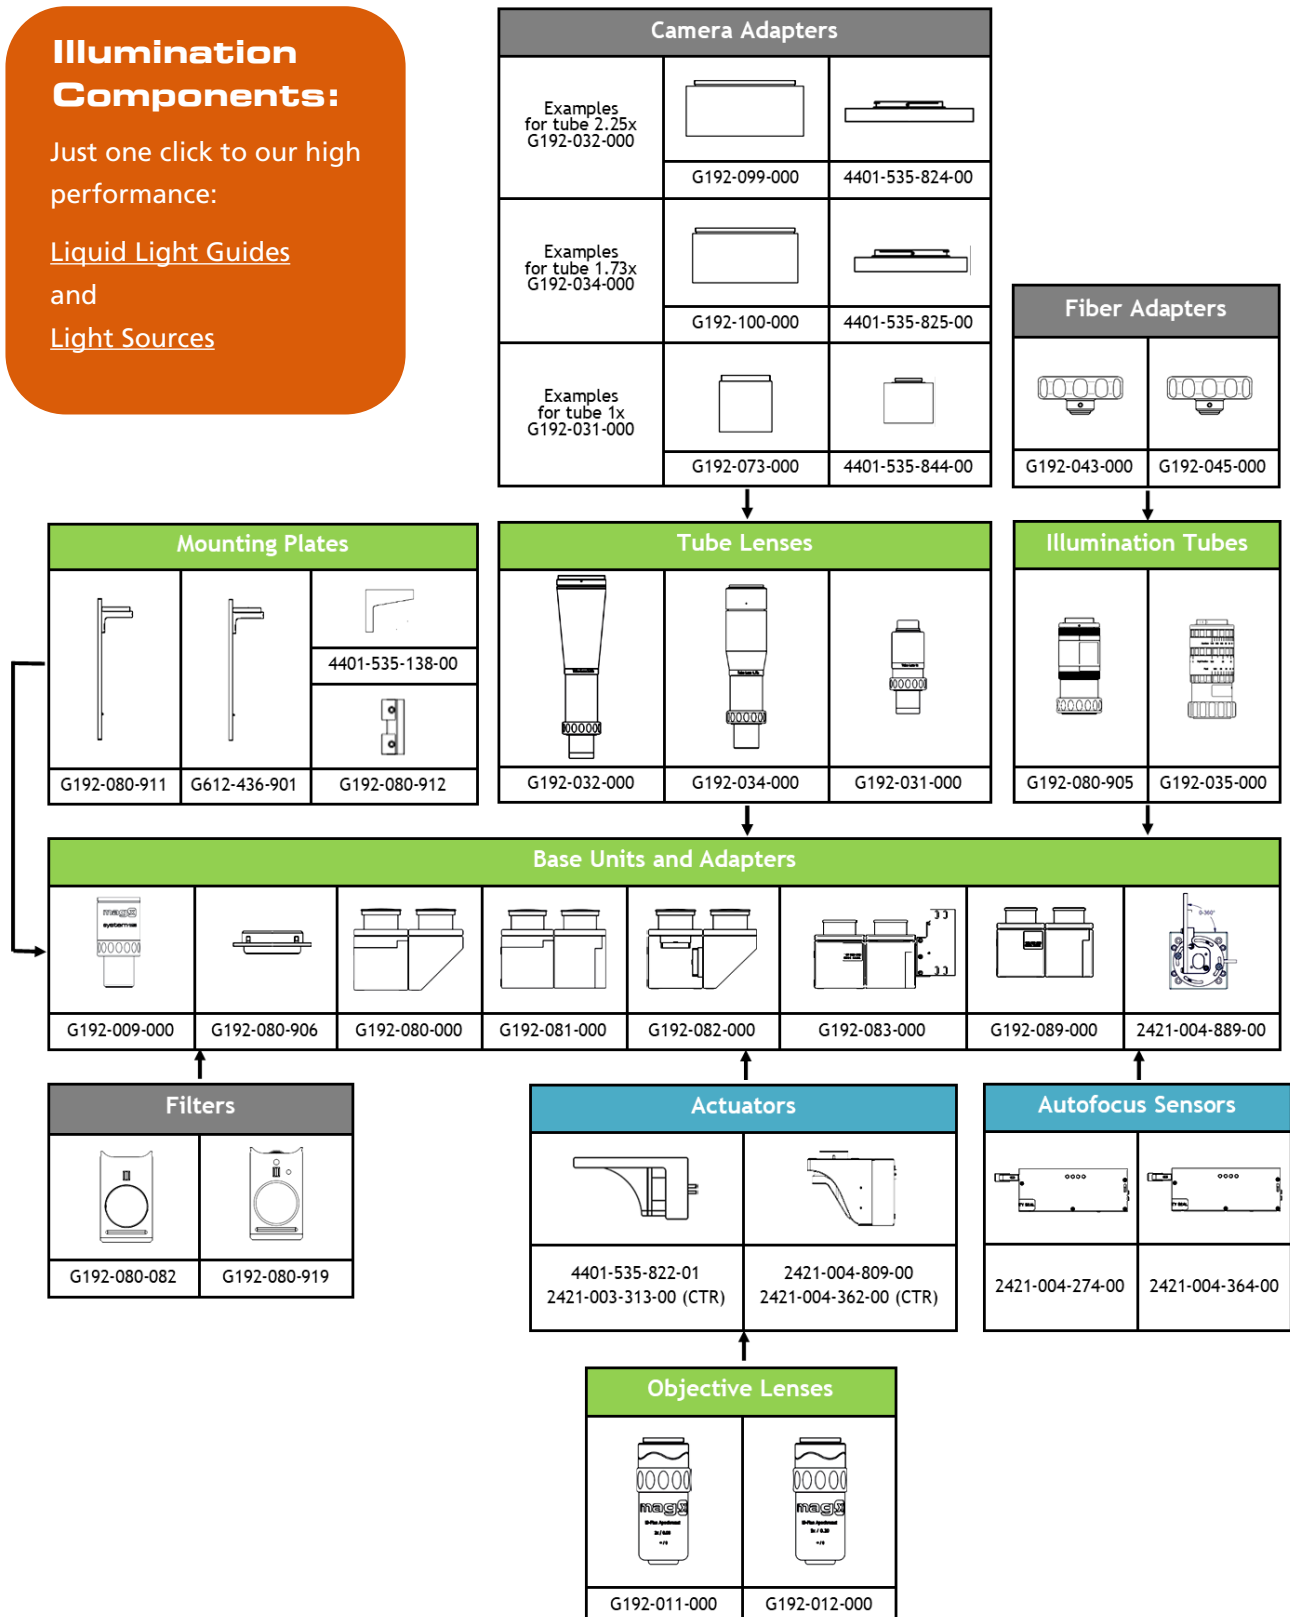 Illumination
Components:
Just one click to our high
performance:
Liquid Light Guides
and
Light Sources
Camera Adapters
Examples
for tube 2.25x
G192-032-000
G192-099-000
4401-535-824-00
Examples
for tube 1.73x
G192-034-000
G192-100-000
4401-535-825-00
Examples
for tube 1x
G192-031-000
G192-073-000
4401-535-844-00
Fiber Adapters
G192-043-000
G192-045-000
Mounting Plates
4401-535-138-00
G192-080-911
G612-436-901
G192-080-912
Tube Lenses
G192-032-000
G192-034-000
G192-031-000
Illumination Tubes
G192-080-905
G192-035-000
Base Units and Adapters
mag.x
system
0-360°
G192-009-000
G192-080-906
G192-080-000
G192-081-000
G192-082-000
G192-083-000
G192-089-000
2421-004-889-00
Filters
G192-080-082
G192-080-919
Actuators
4401-535-822-01
2421-003-313-00 (CTR)
2421-004-809-00
2421-004-362-00 (CTR)
Autofocus Sensors
2421-004-274-00
2421-004-364-00
Objective Lenses
mag.x
mag.x
G192-011-000
G192-012-000